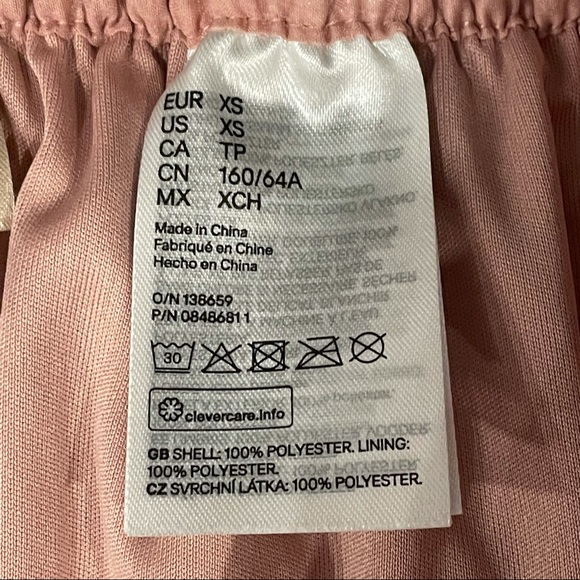 EUR XS
US XS
CA TP
CN 160/64A
MX XCH
Made in China
Fabriqué en Chine
Hecho en China
O/N 138659
P/N 08486811
30
clevercare.info
GB SHELL: 100% POLYESTER. LINING:
100% POLYESTER.
CZ SVRCHNÍ LÁTKA: 100% POLYESTER.